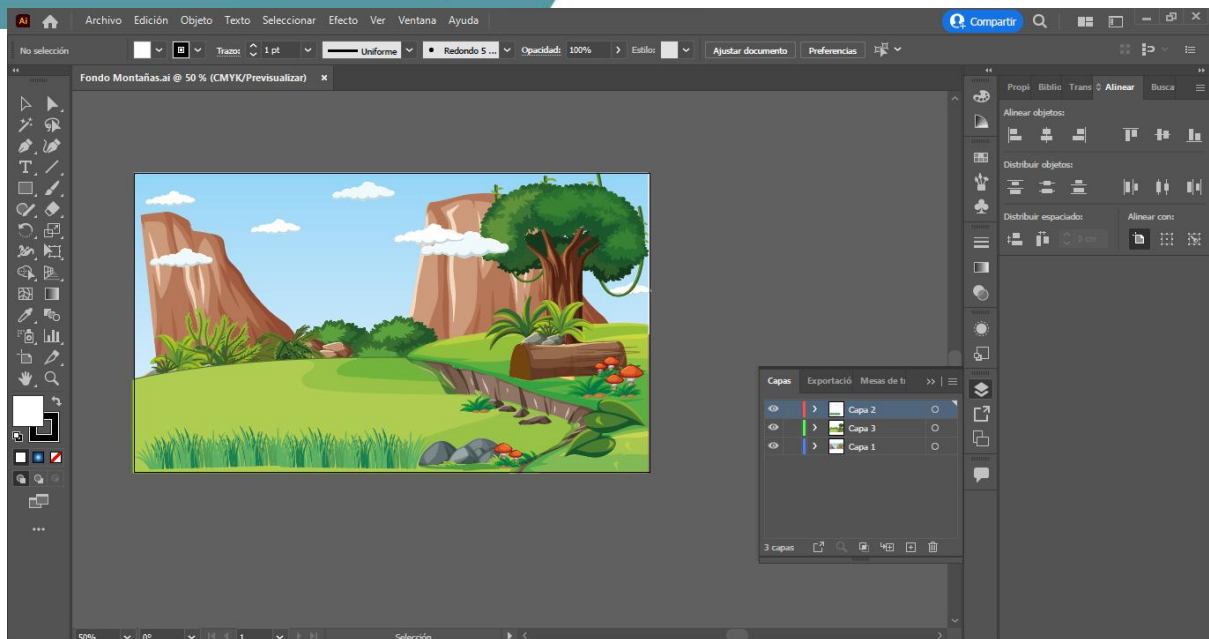 Ai Archivo Edición Objeto Texto Seleccionar Efecto Ver Ventana Ayuda Compartir
No selección Trazo: 1 pt Uniforme Redondo 5 ... Opacidad: 100% Estilo: Ajustar documento Preferencias
Fondo Montañas.ai @ 50 % (CMYK/Previsualizar) ×
Propi Biblio Trans Alinear Busca
Alinear objetos:
Distribuir objetos:
Distribuir espaciado: Alinear con:
0 cm
Capas Exportació Mesas de tr
Capa 2
Capa 3
Capa 1
3 capas
50% 0° 1 Selección